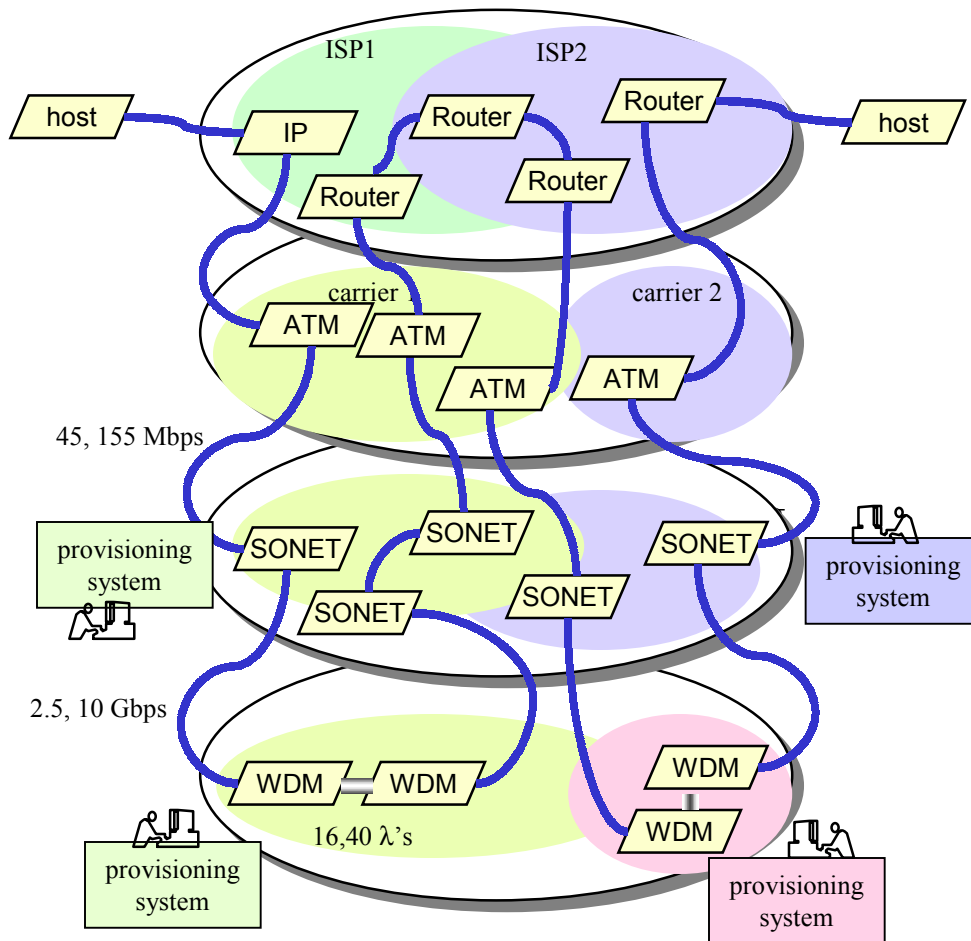 ISP1
ISP2
host
IP
Router
Router
Router
Router
host
carrier 1
carrier 2
ATM
ATM
ATM
ATM
45, 155 Mbps
provisioning
system
SONET
SONET
SONET
SONET
SONET
provisioning
system
2.5, 10 Gbps
WDM
WDM
WDM
WDM
16,40 λ's
provisioning
system
provisioning
system